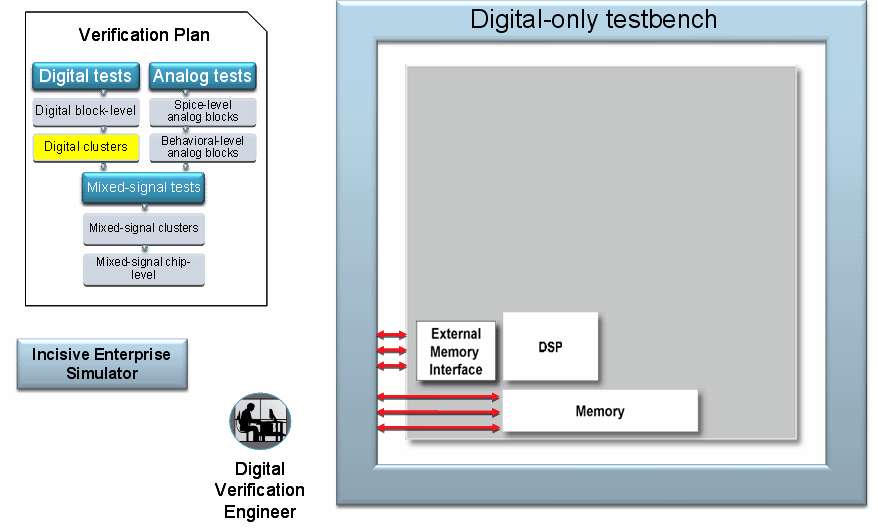 Verification Plan
Digital tests
Analog tests
Digital block-level
Spice-level
analog blocks
Digital clusters
Behavioral-level
analog blocks
Mixed-signal tests
Mixed-signal clusters
Mixed-signal chip-
level
Incisive Enterprise
Simulator
Digital
Verification
Engineer
Digital-only testbench
External
Memory
Interface
DSP
Memory